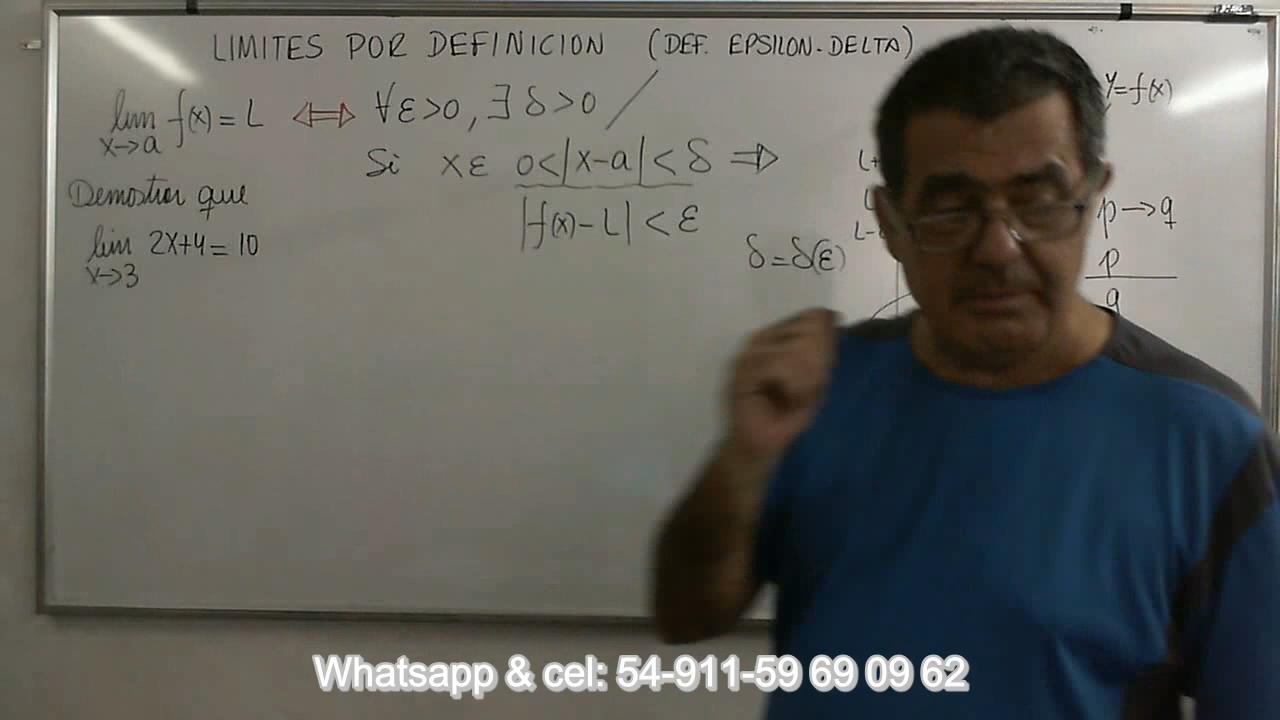 LIMITES POR DEFINICION (DEF. EPSILON-DELTA)
lim f(x) = L ⇔ ∀ε>0, ∃ δ>0 /
x→a
Si x ε 0<|x-a|<δ ⇒
|f(x)-L| < ε
Demostrar que
lim 2x+4=10
x→3
δ=δ(ε)
y=f(x)
L+
L-
p→q
p
q
Whatsapp & cel: 54-911-59 69 09 62